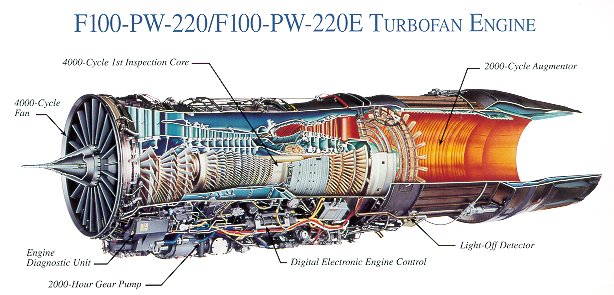 F100-PW-220/F100-PW-220E TURBOFAN ENGINE
4000-Cycle 1st Inspection Core
2000-Cycle Augmentor
4000-Cycle
Fan
Engine
Diagnostic Unit
2000-Hour Gear Pump
Digital Electronic Engine Control
Light-Off Detector